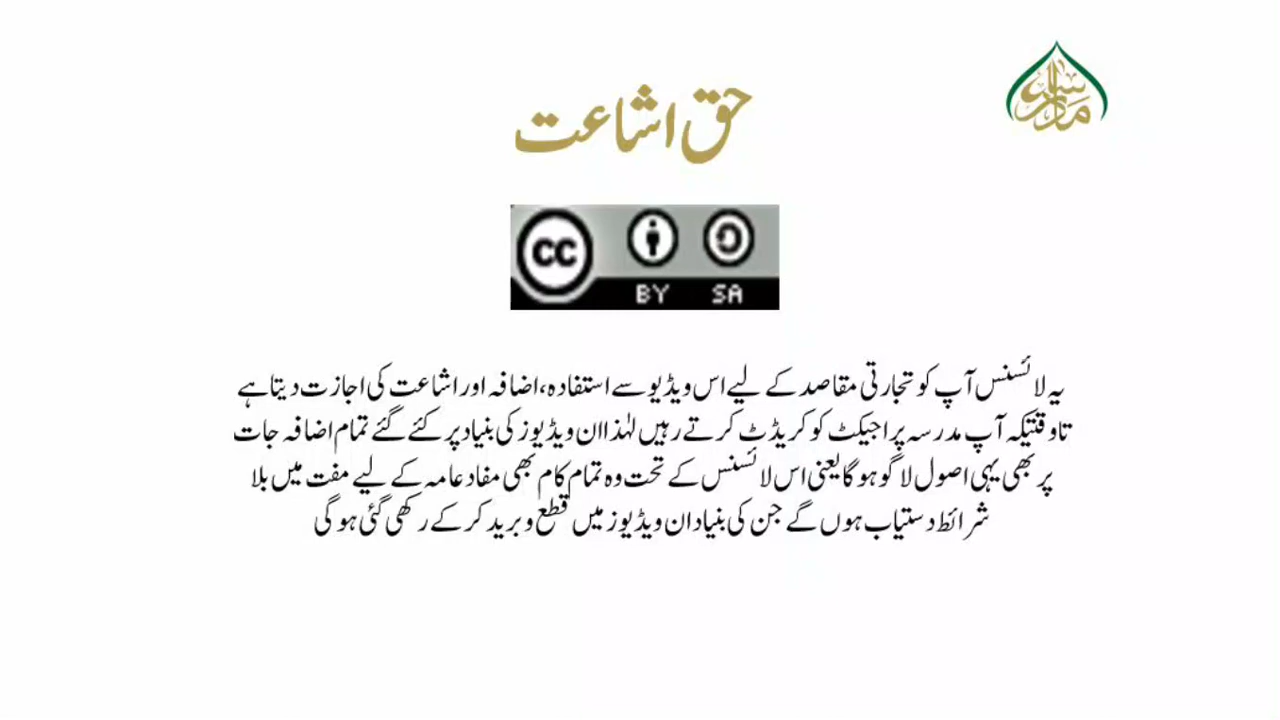 مدرسہ
حق اشاعت
CC BY SA
یہ لائسنس آپ کو تجارتی مقاصد کے لیے اس ویڈیو سے استفادہ، اضافہ اور اشاعت کی اجازت دیتا ہے
تاوقتیکہ آپ مدرسہ پراجیکٹ کو کریڈٹ کرتے رہیں لہٰذا ان ویڈیوز کی بنیاد پر کئے گئے تمام اضافہ جات
پر بھی یہی اصول لاگو ہوگا یعنی اس لائسنس کے تحت وہ تمام کام بھی مفاد عامہ کے لیے مفت میں بلا
شرائط دستیاب ہوں گے جن کی بنیاد ان ویڈیوز میں قطع و برید کر کے رکھی گئی ہوگی